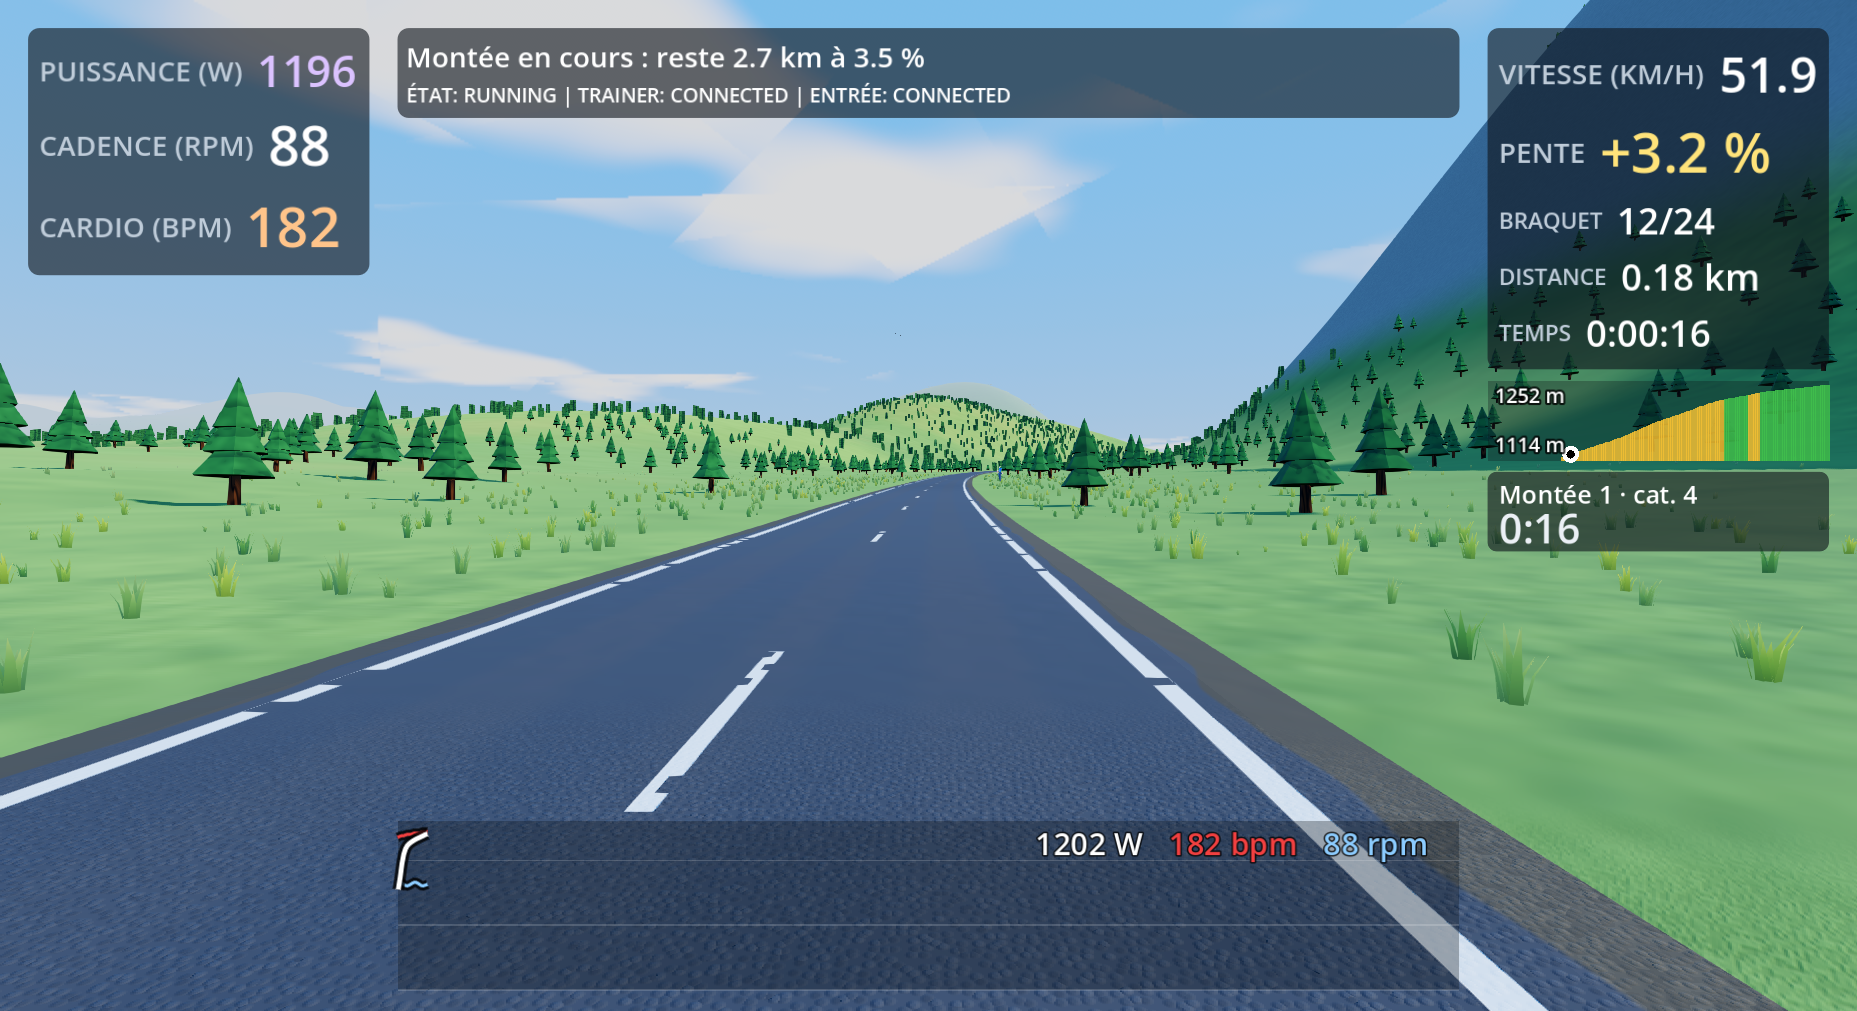 PUISSANCE (W) 1196
CADENCE (RPM) 88
CARDIO (BPM) 182
Montée en cours : reste 2.7 km à 3.5 %
ÉTAT: RUNNING | TRAINER: CONNECTED | ENTRÉE: CONNECTED
VITESSE (KM/H) 51.9
PENTE +3.2 %
BRAQUET 12/24
DISTANCE 0.18 km
TEMPS 0:00:16
1252 m
1114 m
Montée 1 · cat. 4
0:16
1202 W 182 bpm 88 rpm